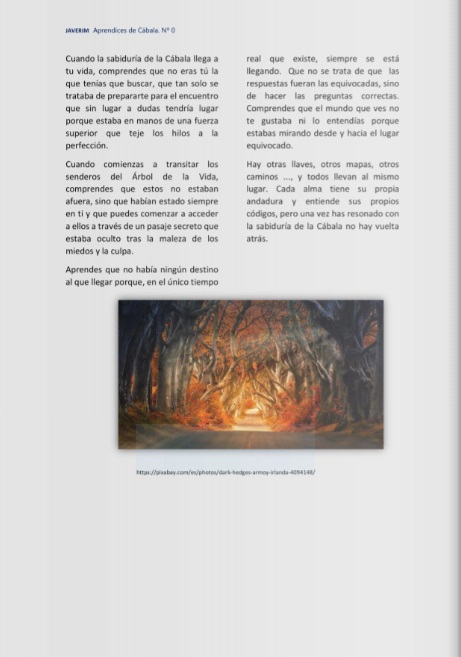 JAVERIM Aprendices de Cábala. Nº 0
Cuando la sabiduría de la Cábala llega a
tu vida, comprendes que no eras tú la
que tenías que buscar, que tan solo se
trataba de prepararte para el encuentro
que sin lugar a dudas tendría lugar
porque estaba en manos de una fuerza
superior que teje los hilos a la
perfección.
Cuando comienzas a transitar los
senderos del Árbol de la Vida,
comprendes que estos no estaban
afuera, sino que habían estado siempre
en ti y que puedes comenzar a acceder
a ellos a través de un pasaje secreto que
estaba oculto tras la maleza de los
miedos y la culpa.
Aprendes que no había ningún destino
al que llegar porque, en el único tiempo
real que existe, siempre se está
llegando. Que no se trata de que las
respuestas fueran las equivocadas, sino
de hacer las preguntas correctas.
Comprendes que el mundo que ves no
te gustaba ni lo entendías porque
estabas mirando desde y hacia el lugar
equivocado.
Hay otras llaves, otros mapas, otros
caminos ..., y todos llevan al mismo
lugar. Cada alma tiene su propia
andadura y entiende sus propios
códigos, pero una vez has resonado con
la sabiduría de la Cábala no hay vuelta
atrás.
https://pixabay.com/es/photos/dark-hedges-armoy-irlanda-4094148/